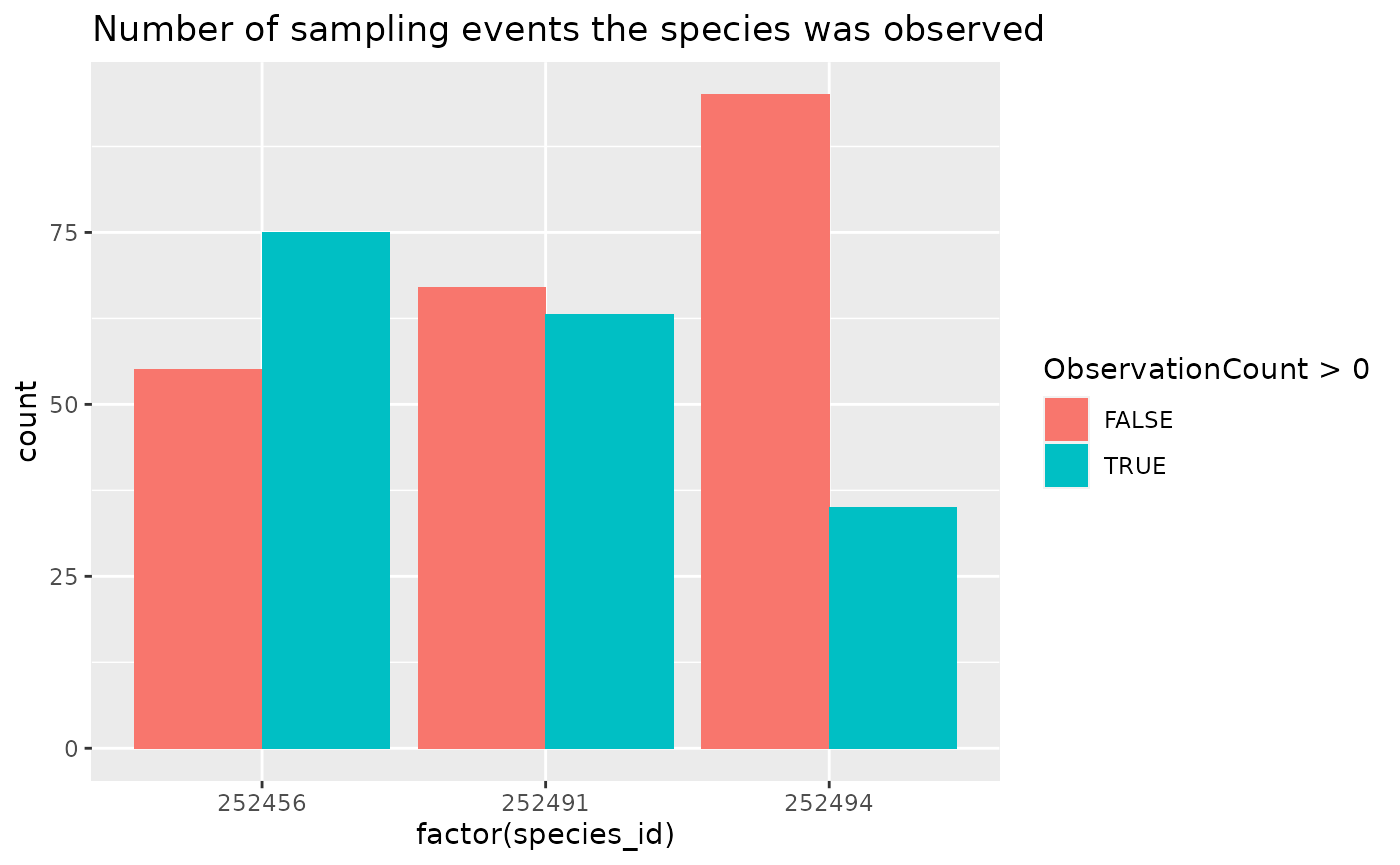 Number of sampling events the species was observed
count
75
50
25
0
252456
252491
252494
factor(species_id)
ObservationCount > 0
FALSE
TRUE